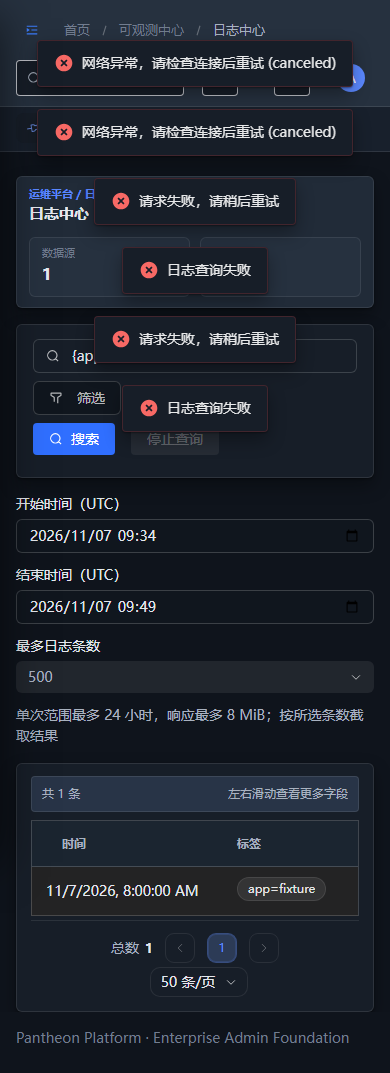 首页 / 可观测中心 / 日志中心
网络异常，请检查连接后重试 (canceled)
网络异常，请检查连接后重试 (canceled)
运维平台 / 日
请求失败，请稍后重试
日志中心
数据源
1
日志查询失败
请求失败，请稍后重试
{ap
筛选
日志查询失败
搜索
停止查询
开始时间（UTC）
2026/11/07 09:34
结束时间（UTC）
2026/11/07 09:49
最多日志条数
500
单次范围最多 24 小时，响应最多 8 MiB；按所选条数截
取结果
共 1 条
左右滑动查看更多字段
时间
标签
11/7/2026, 8:00:00 AM
app=fixture
总数 1
1
50 条/页
Pantheon Platform · Enterprise Admin Foundation